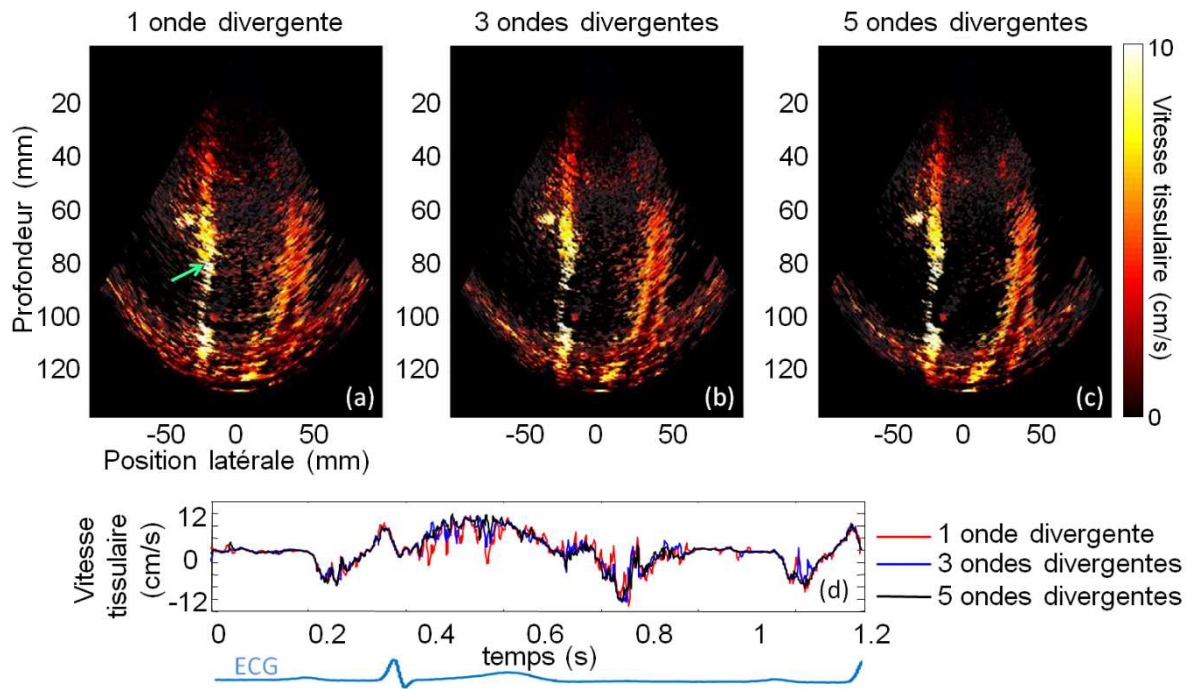 1 onde divergente
3 ondes divergentes
5 ondes divergentes
Profondeur (mm)
20
40
60
80
100
120
(a)
-50 0 50
Position latérale (mm)
20
40
60
80
100
120
(b)
-50 0 50
20
40
60
80
100
120
(c)
-50 0 50
10
0
Vitesse tissulaire (cm/s)
Vitesse
tissulaire
(cm/s)
12
0
-12
(d)
0 0.2 0.4 0.6 0.8 1 1.2
temps (s)
1 onde divergente
3 ondes divergentes
5 ondes divergentes
ECG